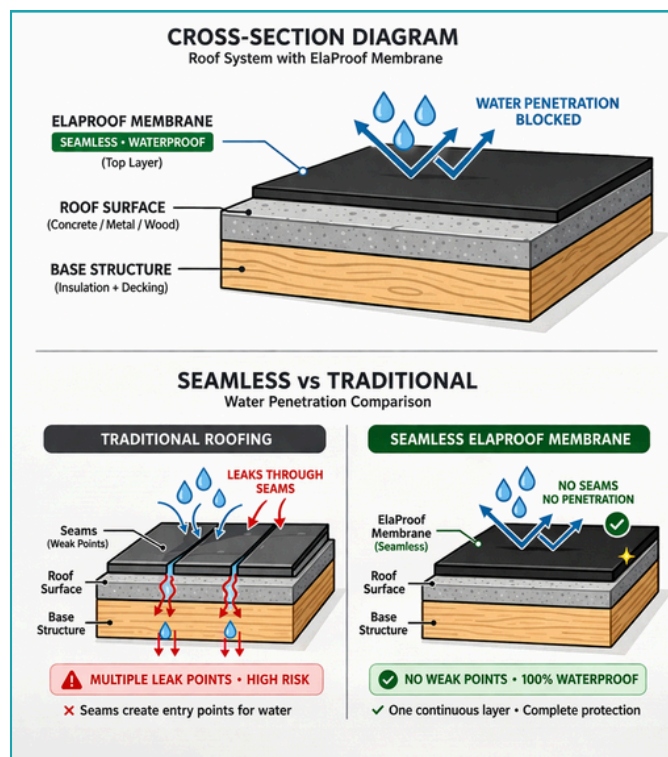 CROSS-SECTION DIAGRAM
Roof System with ElaProof Membrane
WATER PENETRATION
BLOCKED
ELAPROOF MEMBRANE
SEAMLESS • WATERPROOF
(Top Layer)
ROOF SURFACE
(Concrete / Metal / Wood)
BASE STRUCTURE
(Insulation + Decking)
SEAMLESS vs TRADITIONAL
Water Penetration Comparison
TRADITIONAL ROOFING
LEAKS THROUGH
SEAMS
Seams
(Weak Points)
Roof
Surface
Base
Structure
MULTIPLE LEAK POINTS • HIGH RISK
Seams create entry points for water
SEAMLESS ELAPROOF MEMBRANE
NO SEAMS
NO PENETRATION
ElaProof
Membrane
(Seamless)
Roof
Surface
Base
Structure
NO WEAK POINTS • 100% WATERPROOF
One continuous layer • Complete protection